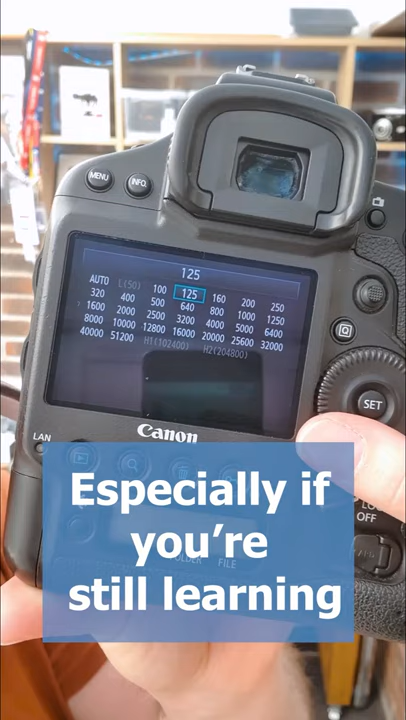 MENU
INFO.
125
AUTO L(50) 100 125 160 200 250
320 400 500 640 800 1000 1250
1600 2000 2500 3200 4000 5000 6400
8000 10000 12800 16000 20000 25600 32000
40000 51200 H1(102400) H2(204800)
SET
Canon
LAN
Especially if
you’re
still learning
OFF
FILE